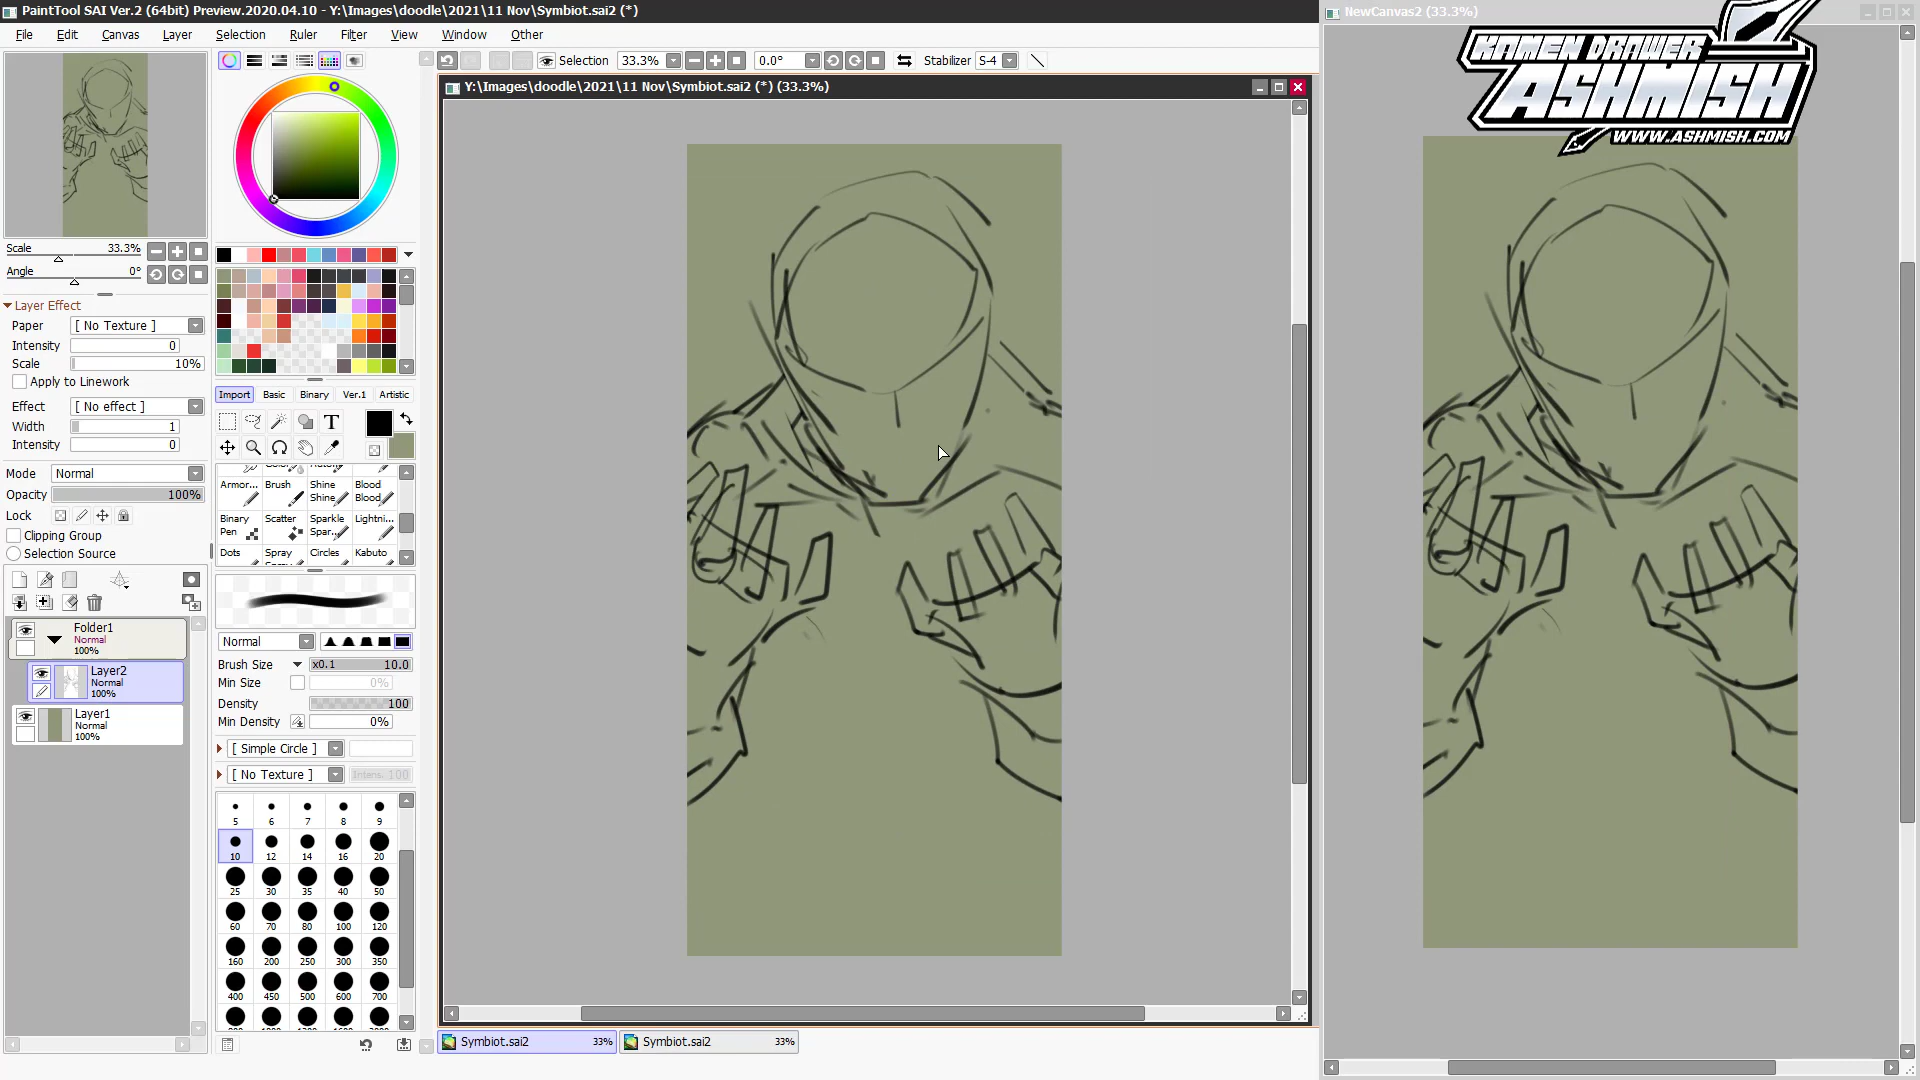 PaintTool SAI Ver.2 (64bit) Preview.2020.04.10 - Y:\Images\doodle\2021\11 Nov\Symbiot.sai2 (*)
NewCanvas2 (33.3%)
File Edit Canvas Layer Selection Ruler Filter View Window Other
KAMEN DRAWER
ASHMISH
WWW.ASHMISH.COM
Selection 33.3% 0.0° Stabilizer S-4
Y:\Images\doodle\2021\11 Nov\Symbiot.sai2 (*) (33.3%)
Scale 33.3%
Angle 0°
Layer Effect
Paper [ No Texture ]
Intensity 0
Scale 10%
Apply to Linework
Effect [ No effect ]
Width 1
Intensity 0
Mode Normal
Opacity 100%
Lock
Clipping Group
Selection Source
Folder1
Normal
100%
Layer2
Normal
100%
Layer1
Normal
100%
Import Basic Binary Ver.1 Artistic
T
Armor... Brush Shine Blood
Shine Blood
Binary Scatter Sparkle Lightni...
Pen Spar...
Dots Spray Circles Kabuto
Normal
Brush Size x0.1 10.0
Min Size 0%
Density 100
Min Density 0%
[ Simple Circle ]
[ No Texture ] Intens. 100
5 6 7 8 9
10 12 14 16 20
25 30 35 40 50
60 70 80 100 120
160 200 250 300 350
400 450 500 600 700
Symbiot.sai2 33% Symbiot.sai2 33%